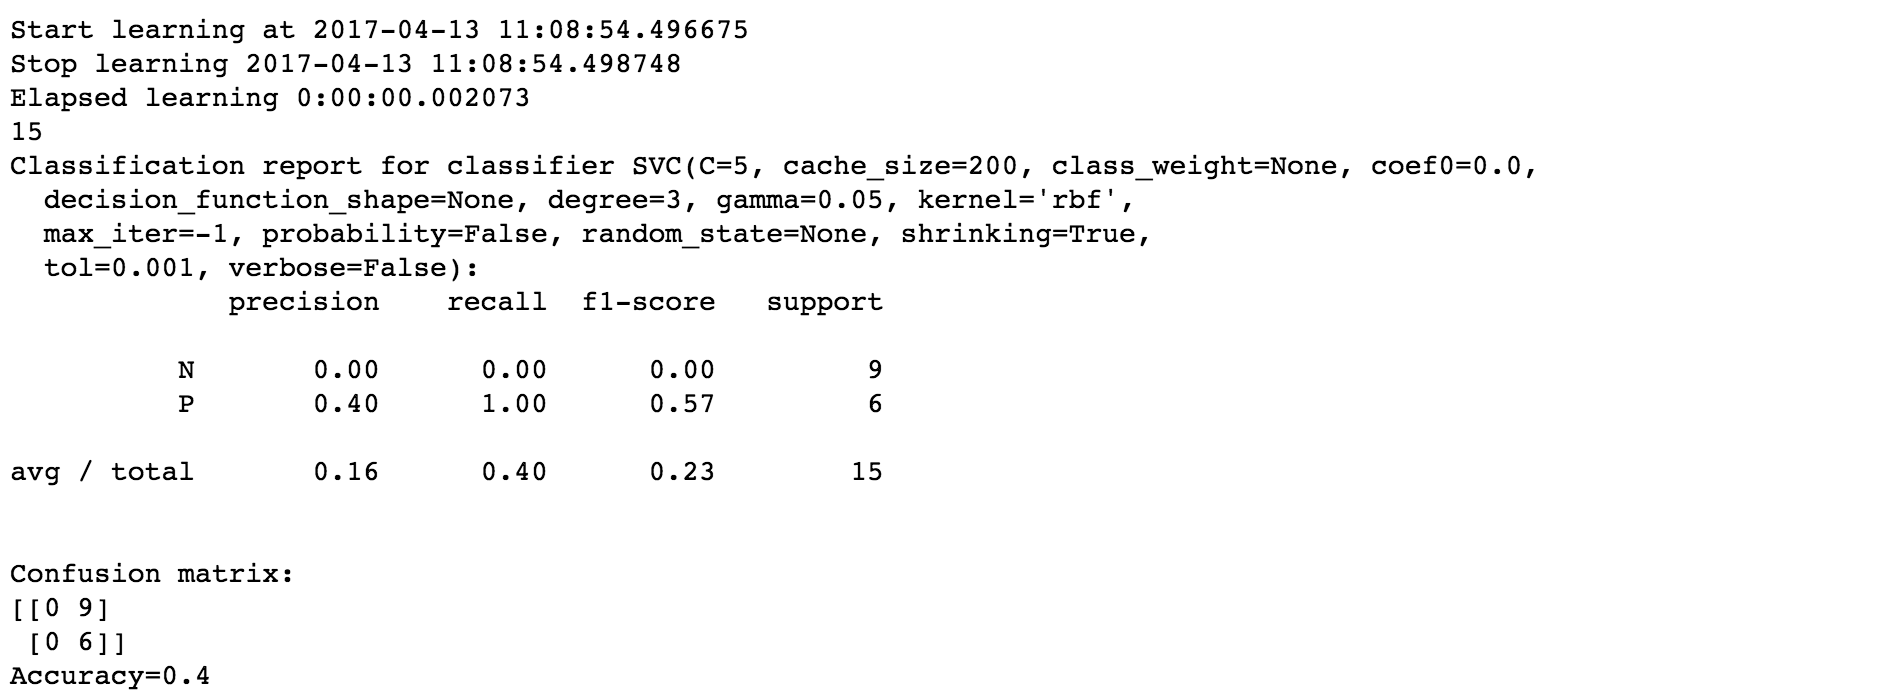 Start learning at 2017-04-13 11:08:54.496675
Stop learning 2017-04-13 11:08:54.498748
Elapsed learning 0:00:00.002073
15
Classification report for classifier SVC(C=5, cache_size=200, class_weight=None, coef0=0.0,
  decision_function_shape=None, degree=3, gamma=0.05, kernel='rbf',
  max_iter=-1, probability=False, random_state=None, shrinking=True,
  tol=0.001, verbose=False):
             precision    recall  f1-score   support

          N       0.00      0.00      0.00         9
          P       0.40      1.00      0.57         6

avg / total       0.16      0.40      0.23        15


Confusion matrix:
[[0 9]
 [0 6]]
Accuracy=0.4